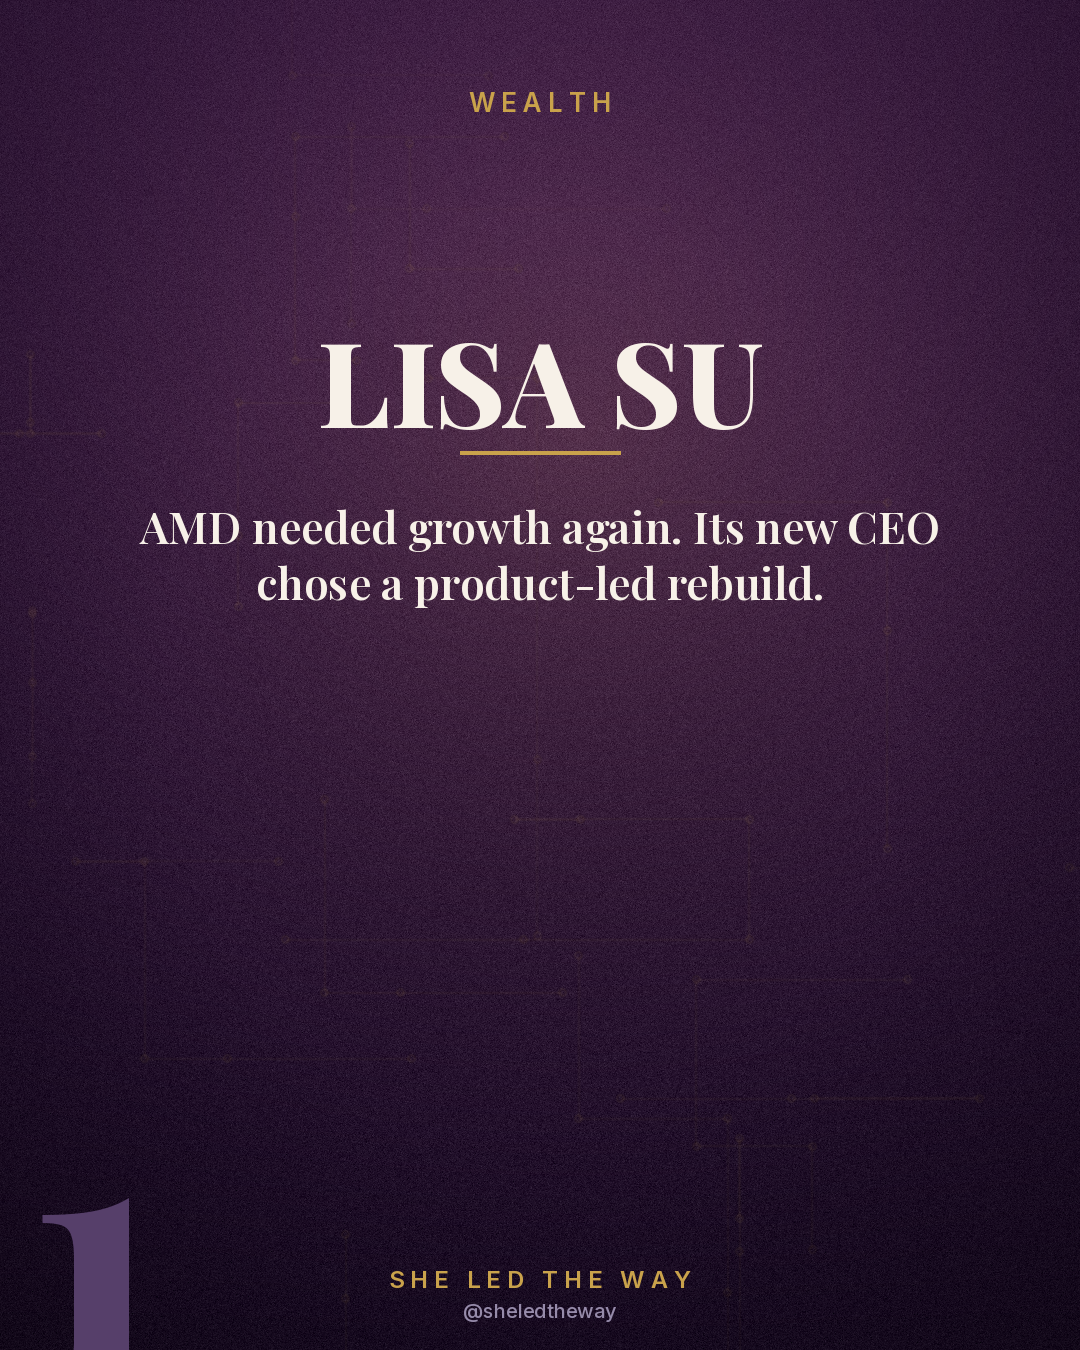 WEALTH
LISA SU
AMD needed growth again. Its new CEO
chose a product-led rebuild.
1
SHE LED THE WAY
@sheledtheway